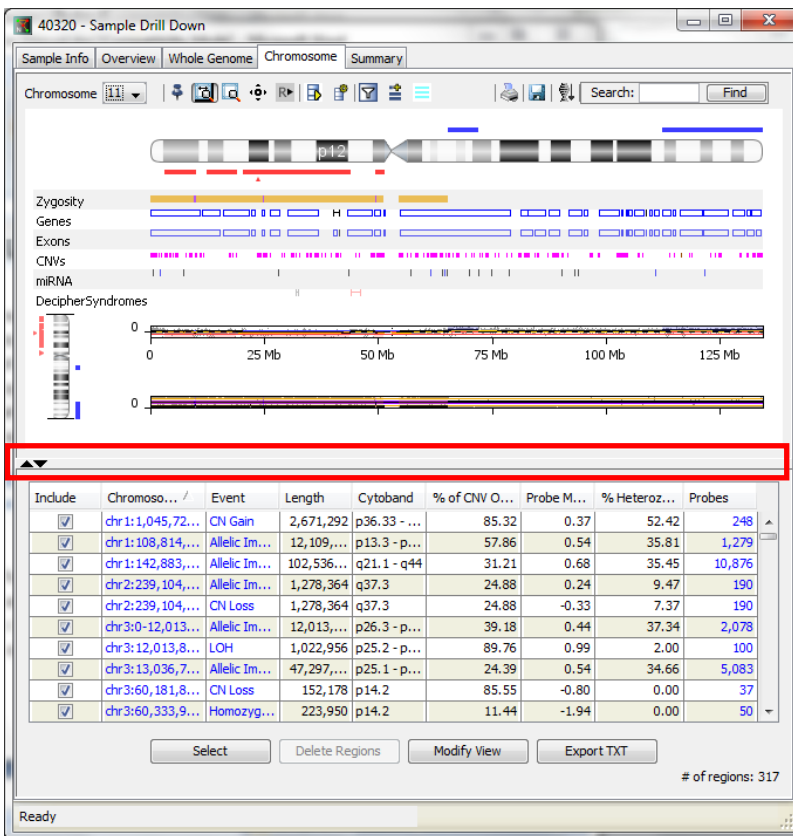 40320 - Sample Drill Down
Sample Info Overview Whole Genome Chromosome Summary
Chromosome 11 R Search: Find
p12
Zygosity
Genes
Exons
CNVs
miRNA
DecipherSyndromes
0
0 25 Mb 50 Mb 75 Mb 100 Mb 125 Mb
0
Include Chromoso... Event Length Cytoband % of CNV O... Probe M... % Heteroz... Probes
chr1:1,045,72... CN Gain 2,671,292 p36.33 - ... 85.32 0.37 52.42 248
chr1:108,814,... Allelic Im... 12,109,... p13.3 - p... 57.86 0.54 35.81 1,279
chr1:142,883,... Allelic Im... 102,536... q21.1 - q44 31.21 0.68 35.45 10,876
chr2:239,104,... Allelic Im... 1,278,364 q37.3 24.88 0.24 9.47 190
chr2:239,104,... CN Loss 1,278,364 q37.3 24.88 -0.33 7.37 190
chr3:0-12,013... Allelic Im... 12,013,... p26.3 - p... 39.18 0.44 37.34 2,078
chr3:12,013,8... LOH 1,022,956 p25.2 - p... 89.76 0.99 2.00 100
chr3:13,036,7... Allelic Im... 47,297,... p25.1 - p... 24.39 0.54 34.66 5,083
chr3:60,181,8... CN Loss 152,178 p14.2 85.55 -0.80 0.00 37
chr3:60,333,9... Homozyg... 223,950 p14.2 11.44 -1.94 0.00 50
Select Delete Regions Modify View Export TXT
# of regions: 317
Ready